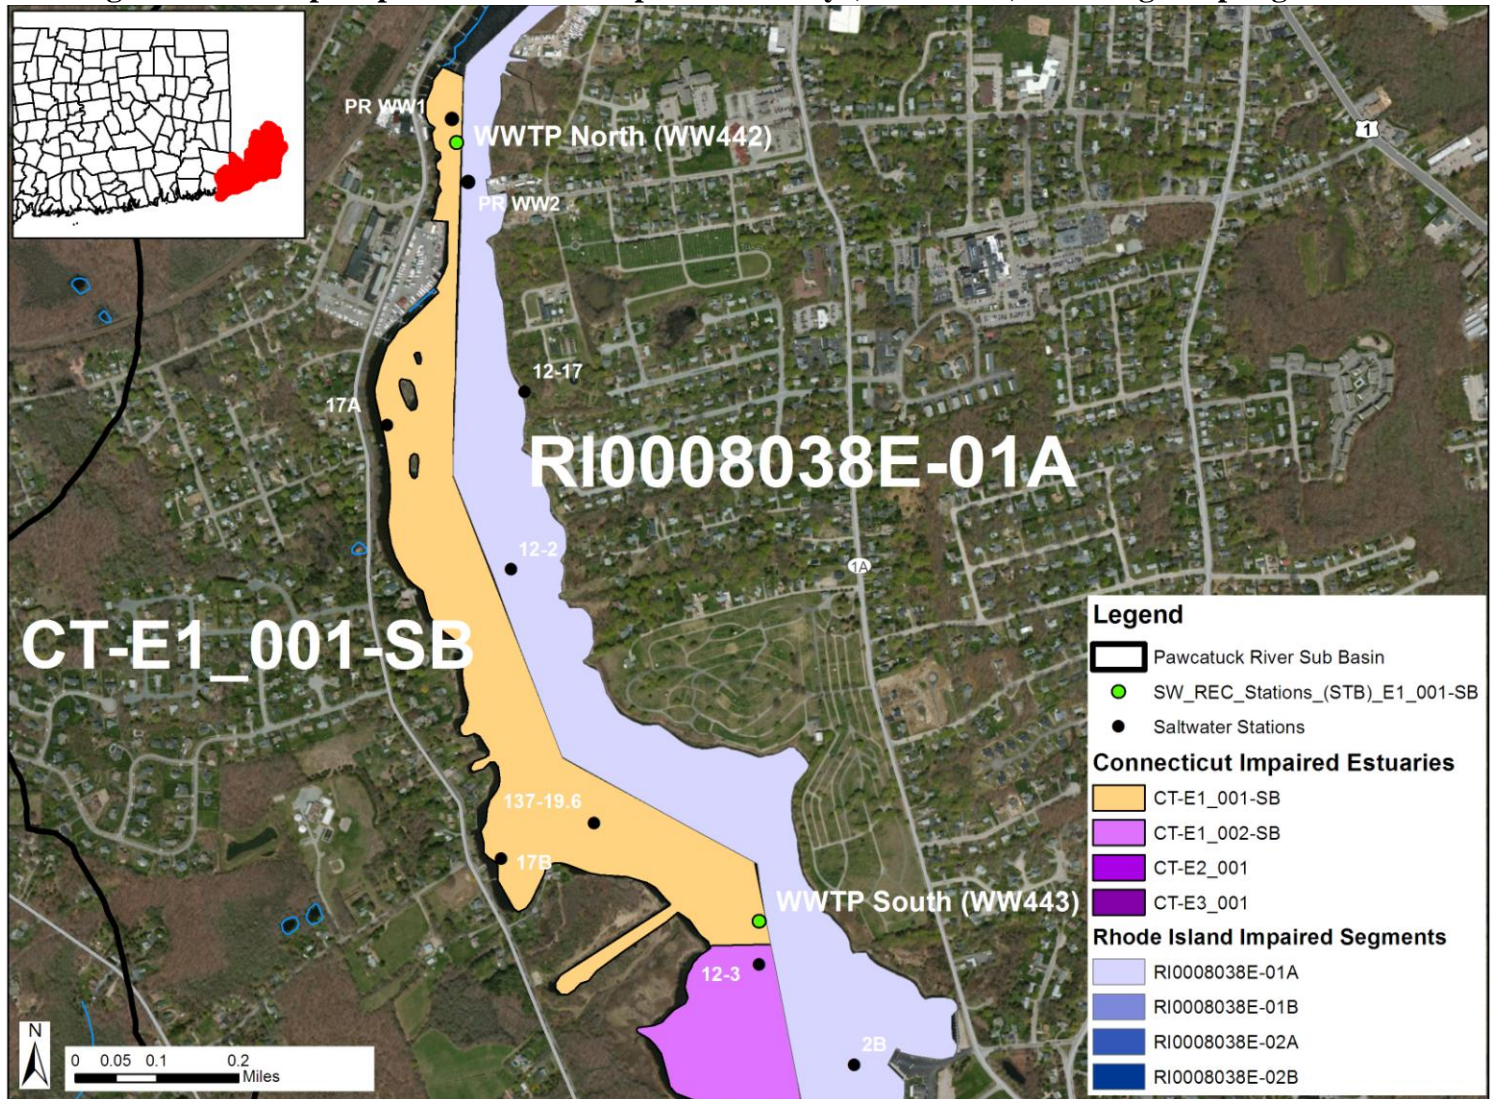 PR WW1
WWTP North (WW442)
PR WW2
1
12-17
17A
RI0008038E-01A
12-2
1A
CT-E1_001-SB
137-19.6
17B
WWTP South (WW443)
12-3
2B
N
0 0.05 0.1 0.2
Miles
Legend
Pawcatuck River Sub Basin
SW_REC_Stations_(STB)_E1_001-SB
Saltwater Stations
Connecticut Impaired Estuaries
CT-E1_001-SB
CT-E1_002-SB
CT-E2_001
CT-E3_001
Rhode Island Impaired Segments
RI0008038E-01A
RI0008038E-01B
RI0008038E-02A
RI0008038E-02B